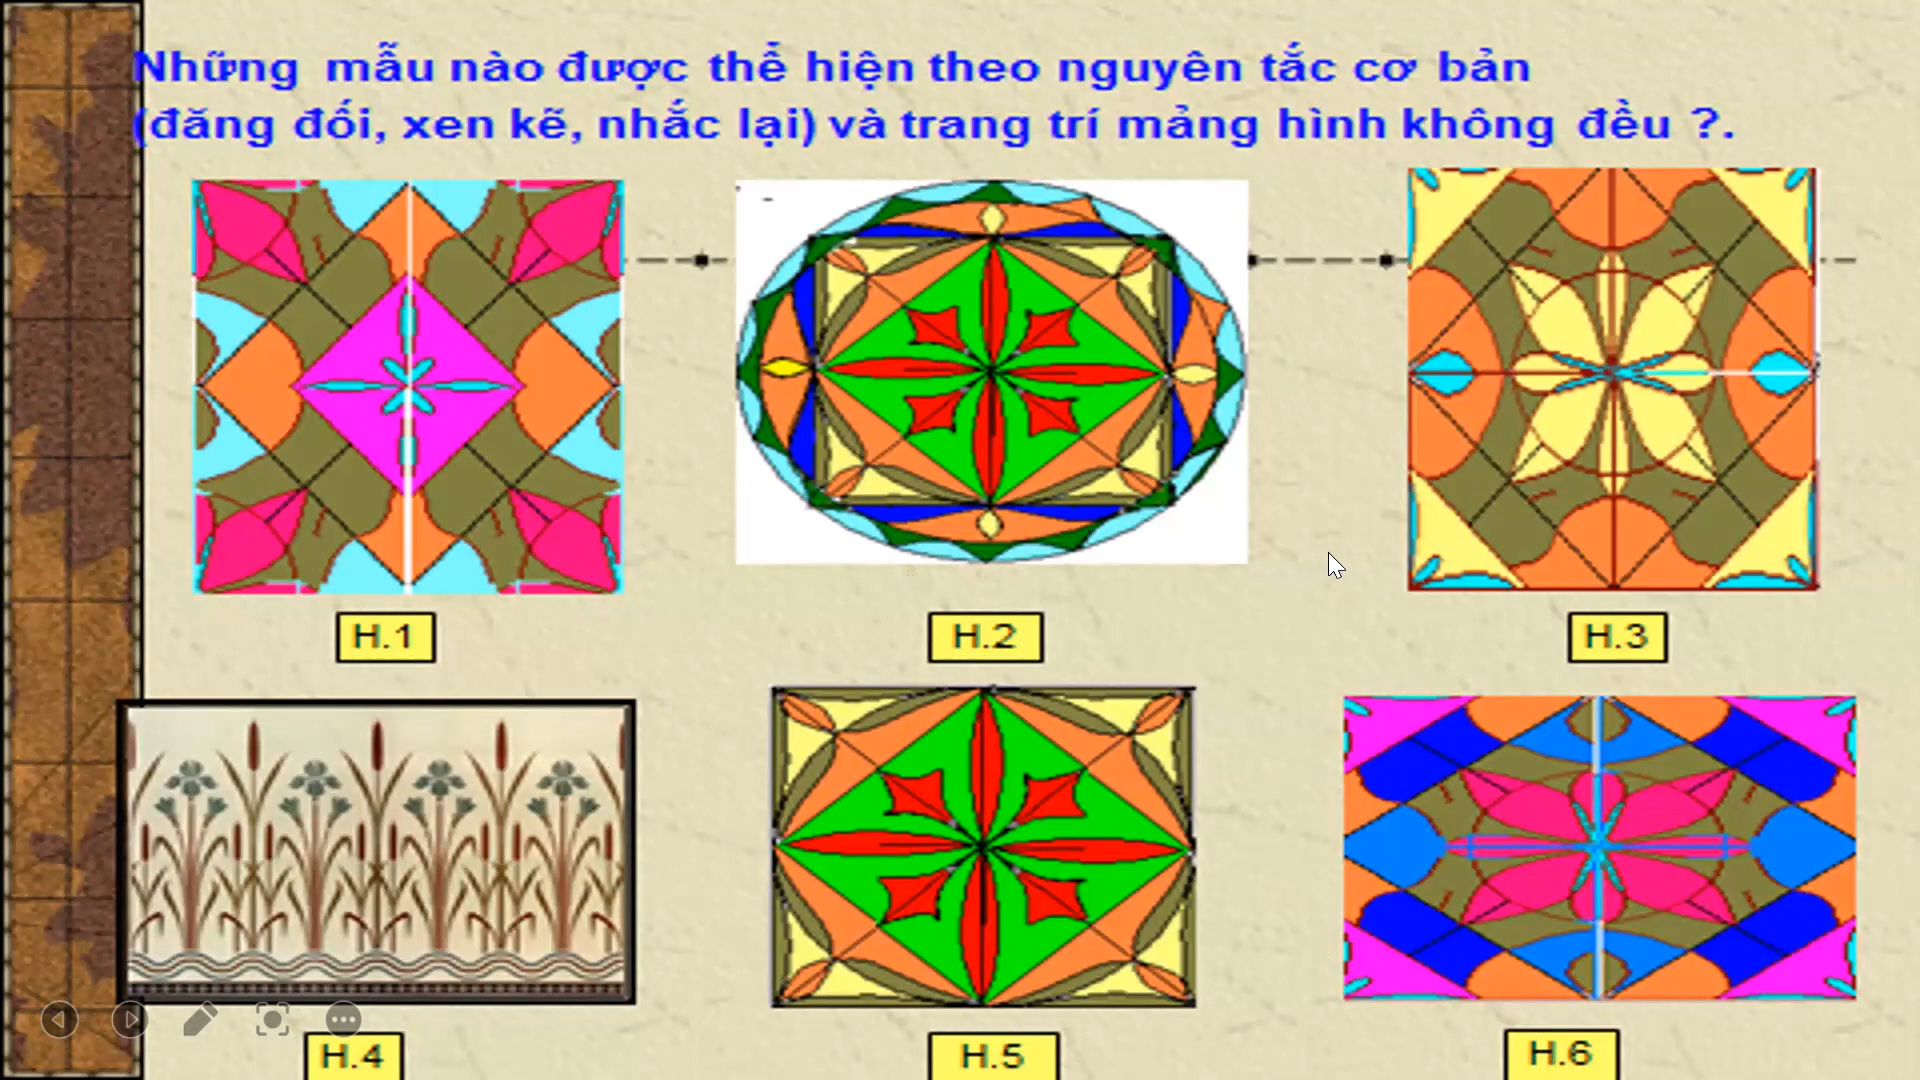 Những mẫu nào được thể hiện theo nguyên tắc cơ bản
(đăng đối, xen kẽ, nhắc lại) và trang trí mảng hình không đều ?.
H.1
H.2
H.3
H.4
H.5
H.6